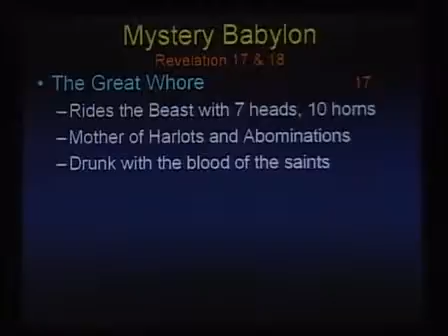 Mystery Babylon
Revelation 17 & 18
• The Great Whore 17
–Rides the Beast with 7 heads, 10 horns
–Mother of Harlots and Abominations
–Drunk with the blood of the saints